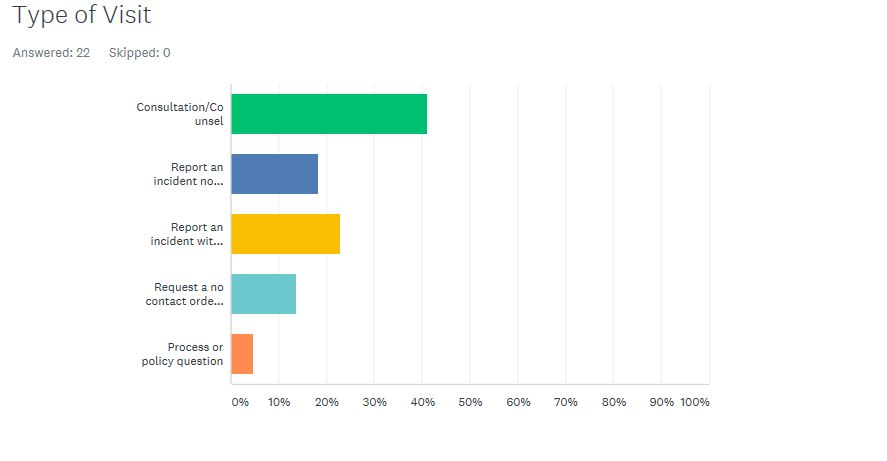 Type of Visit
Answered: 22 Skipped: 0
Consultation/Co
unsel
Report an
incident no...
Report an
incident wit...
Request a no
contact orde...
Process or
policy question
0% 10% 20% 30% 40% 50% 60% 70% 80% 90% 100%